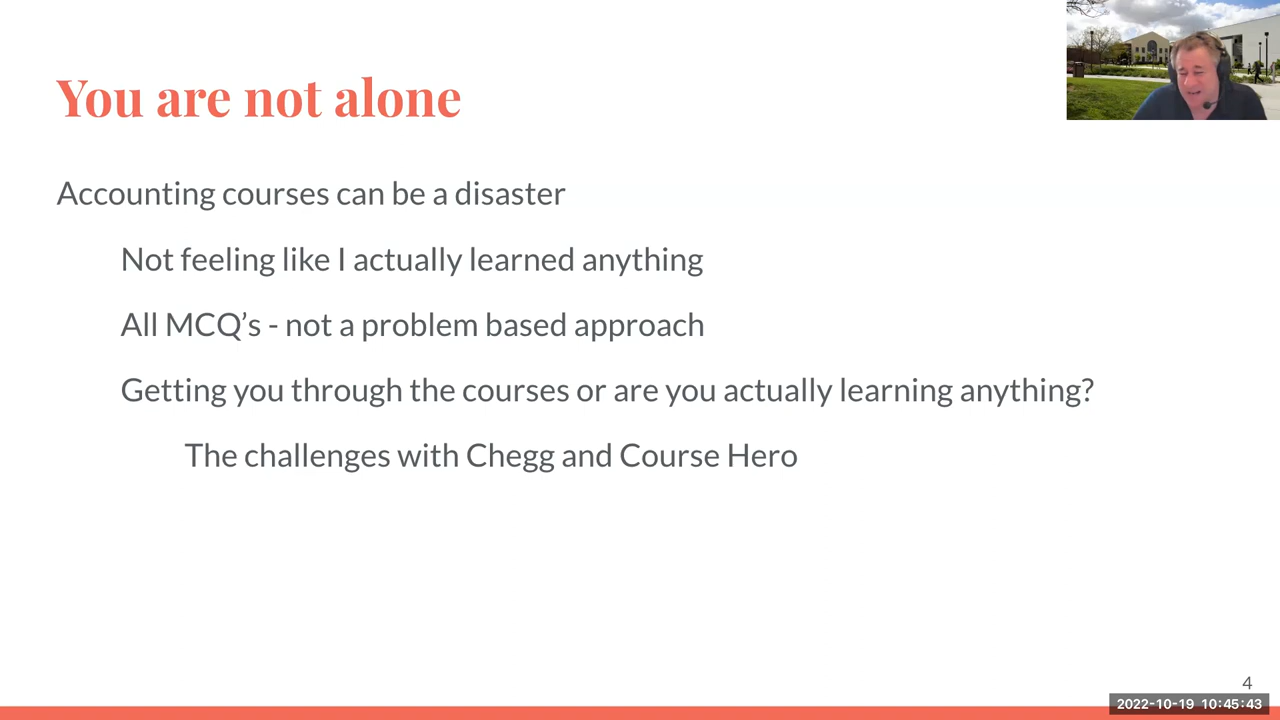 You are not alone
Accounting courses can be a disaster
Not feeling like I actually learned anything
All MCQ’s - not a problem based approach
Getting you through the courses or are you actually learning anything?
The challenges with Chegg and Course Hero
4
2022-10-19 10:45:43